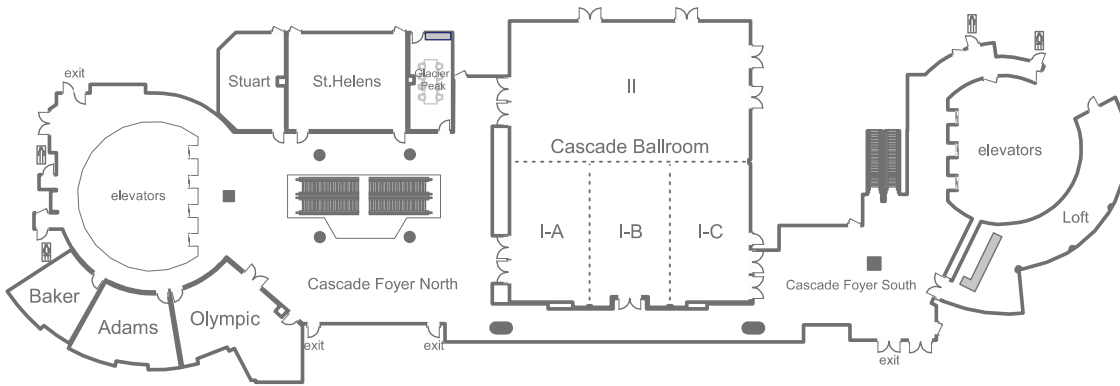 exit
Stuart
St.Helens
Glacier
Peak
II
Cascade Ballroom
elevators
elevators
I-A
I-B
I-C
Loft
Baker
Adams
Olympic
Cascade Foyer North
Cascade Foyer South
exit
exit
exit